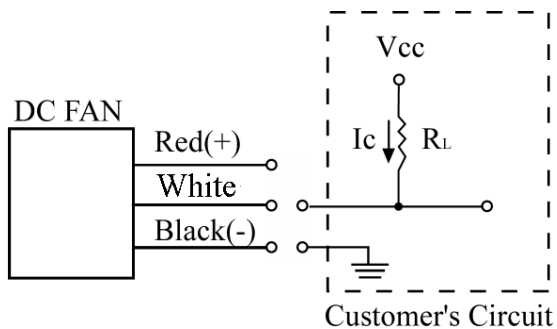 Vcc
DC FAN
Red(+)
Ic RL
White
Black(-)
Customer's Circuit